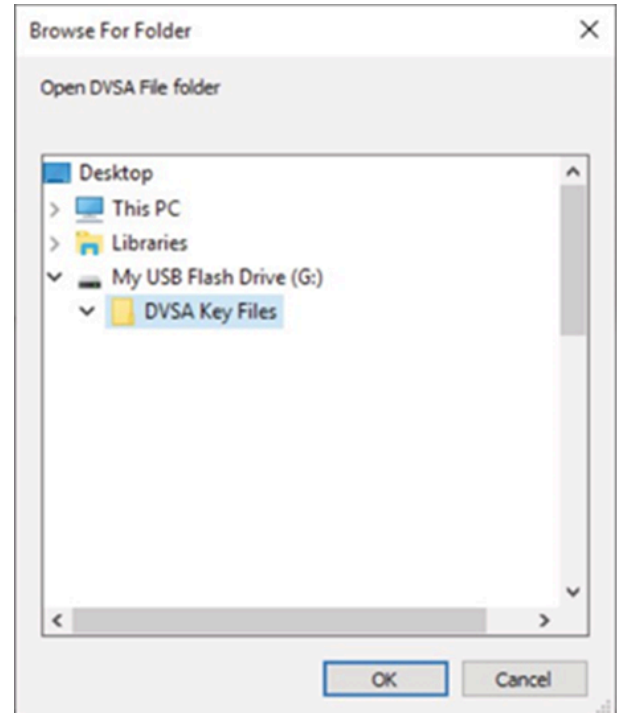 Browse For Folder
Open DVSA File folder
Desktop
This PC
Libraries
My USB Flash Drive (G:)
DVSA Key Files
OK Cancel